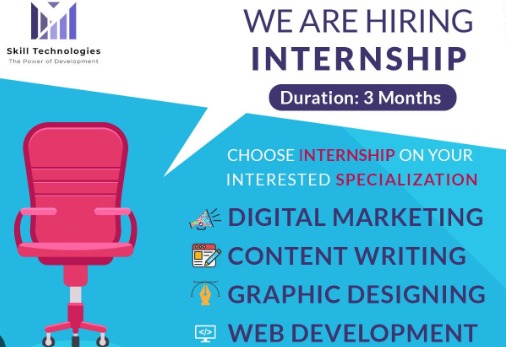 Skill Technologies
The Power of Development
WE ARE HIRING
INTERNSHIP
Duration: 3 Months
CHOOSE INTERNSHIP ON YOUR
INTERESTED SPECIALIZATION
DIGITAL MARKETING
CONTENT WRITING
GRAPHIC DESIGNING
WEB DEVELOPMENT